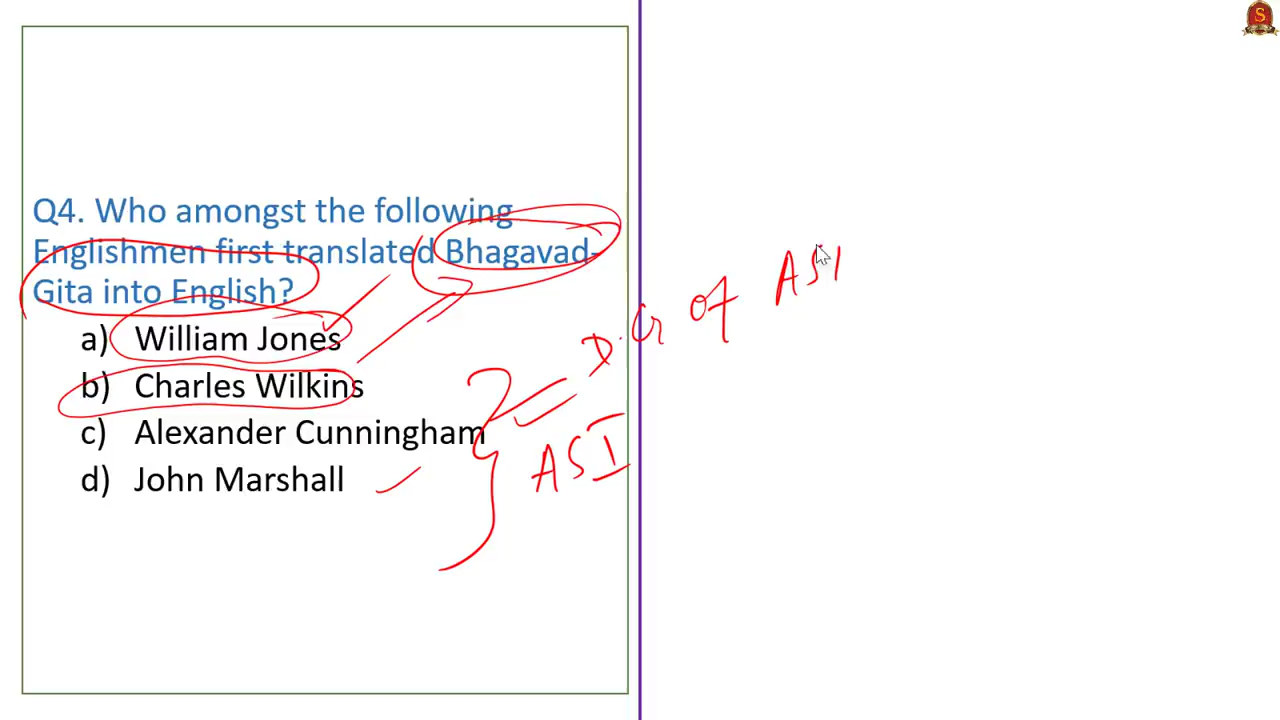 Q4. Who amongst the following
Englishmen first translated Bhagavad-
Gita into English?
a) William Jones
b) Charles Wilkins
c) Alexander Cunningham
d) John Marshall
D.G of ASI
ASI
S